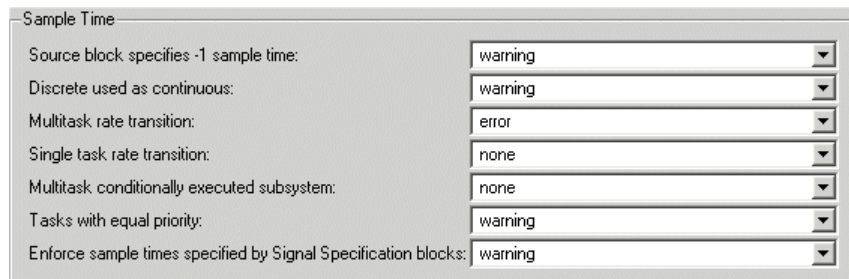 Sample Time
Source block specifies -1 sample time: warning
Discrete used as continuous: warning
Multitask rate transition: error
Single task rate transition: none
Multitask conditionally executed subsystem: none
Tasks with equal priority: warning
Enforce sample times specified by Signal Specification blocks: warning